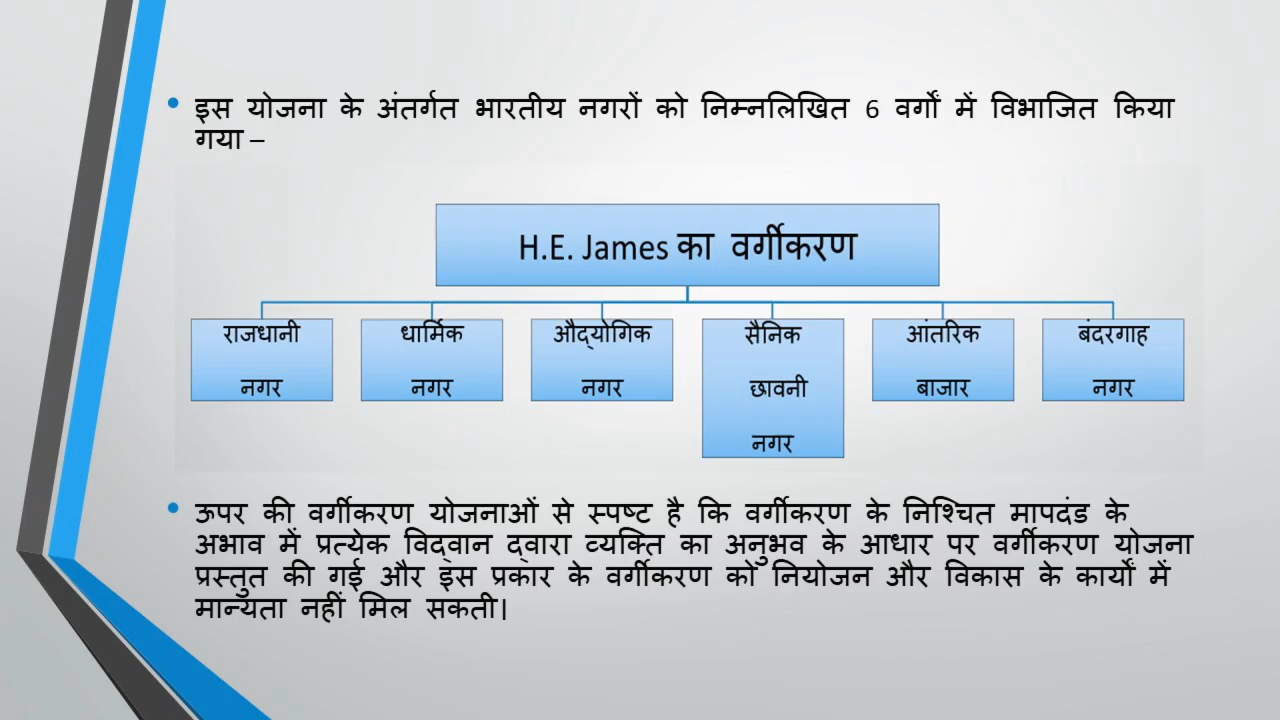 इस योजना के अंतर्गत भारतीय नगरों को निम्नलिखित 6 वर्गों में विभाजित किया
गया –
H.E. James का वर्गीकरण
राजधानी
नगर
धार्मिक
नगर
औद्योगिक
नगर
सैनिक
छावनी
नगर
आंतरिक
बाजार
बंदरगाह
नगर
ऊपर की वर्गीकरण योजनाओं से स्पष्ट है कि वर्गीकरण के निश्चित मापदंड के
अभाव में प्रत्येक विद्वान द्वारा व्यक्ति का अनुभव के आधार पर वर्गीकरण योजना
प्रस्तुत की गई और इस प्रकार के वर्गीकरण को नियोजन और विकास के कार्यों में
मान्यता नहीं मिल सकती।